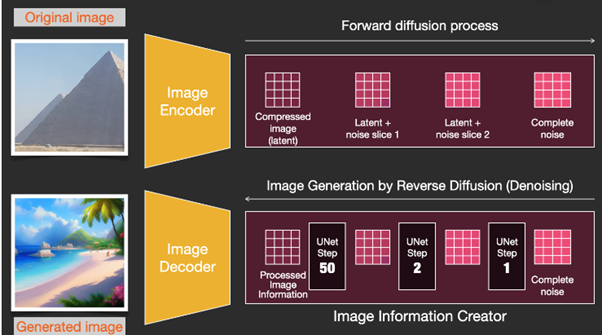 Original image
Forward diffusion process
Image
Encoder
Compressed
image
(latent)
Latent +
noise slice 1
Latent +
noise slice 2
Complete
noise
Image Generation by Reverse Diffusion (Denoising)
Image
Decoder
Processed
Image
Information
UNet
Step
50
UNet
Step
2
UNet
Step
1
Complete
noise
Generated image
Image Information Creator